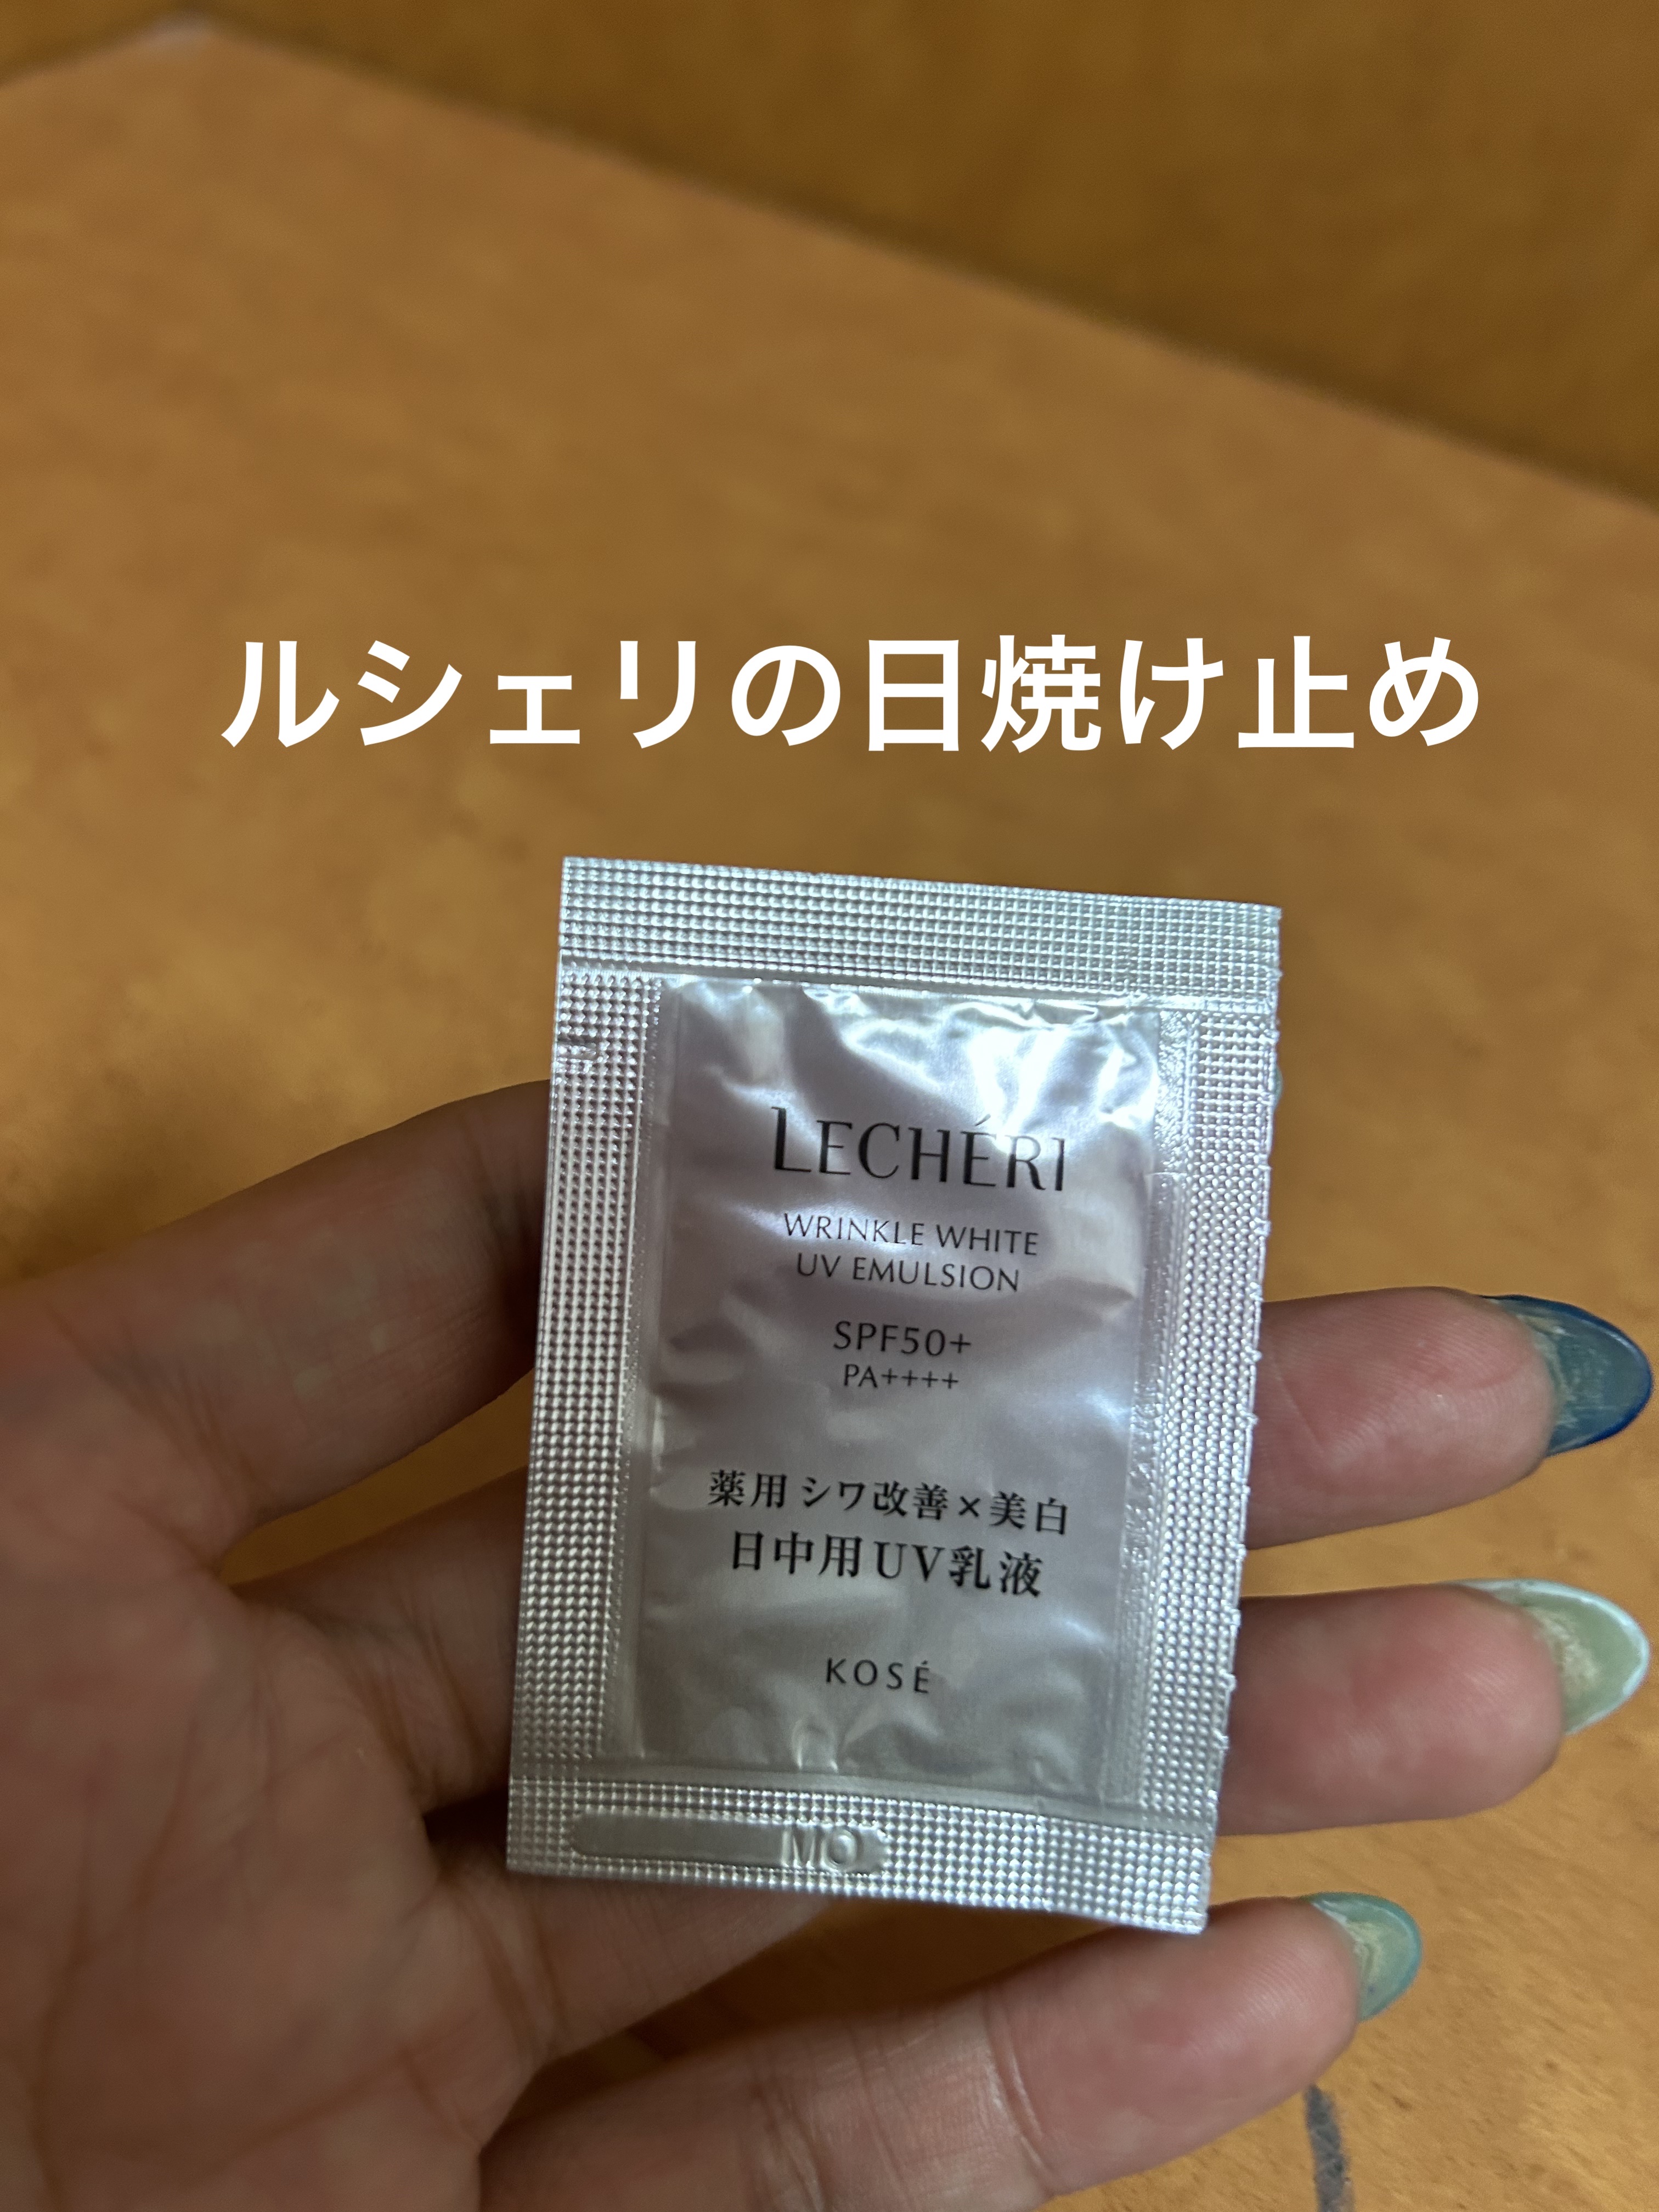 ルシェリの日焼け止め
LECHÉRI
WRINKLE WHITE
UV EMULSION
SPF50+
PA++++
薬用 シワ改善×美白
日中用UV乳液
KOSÉ
MO